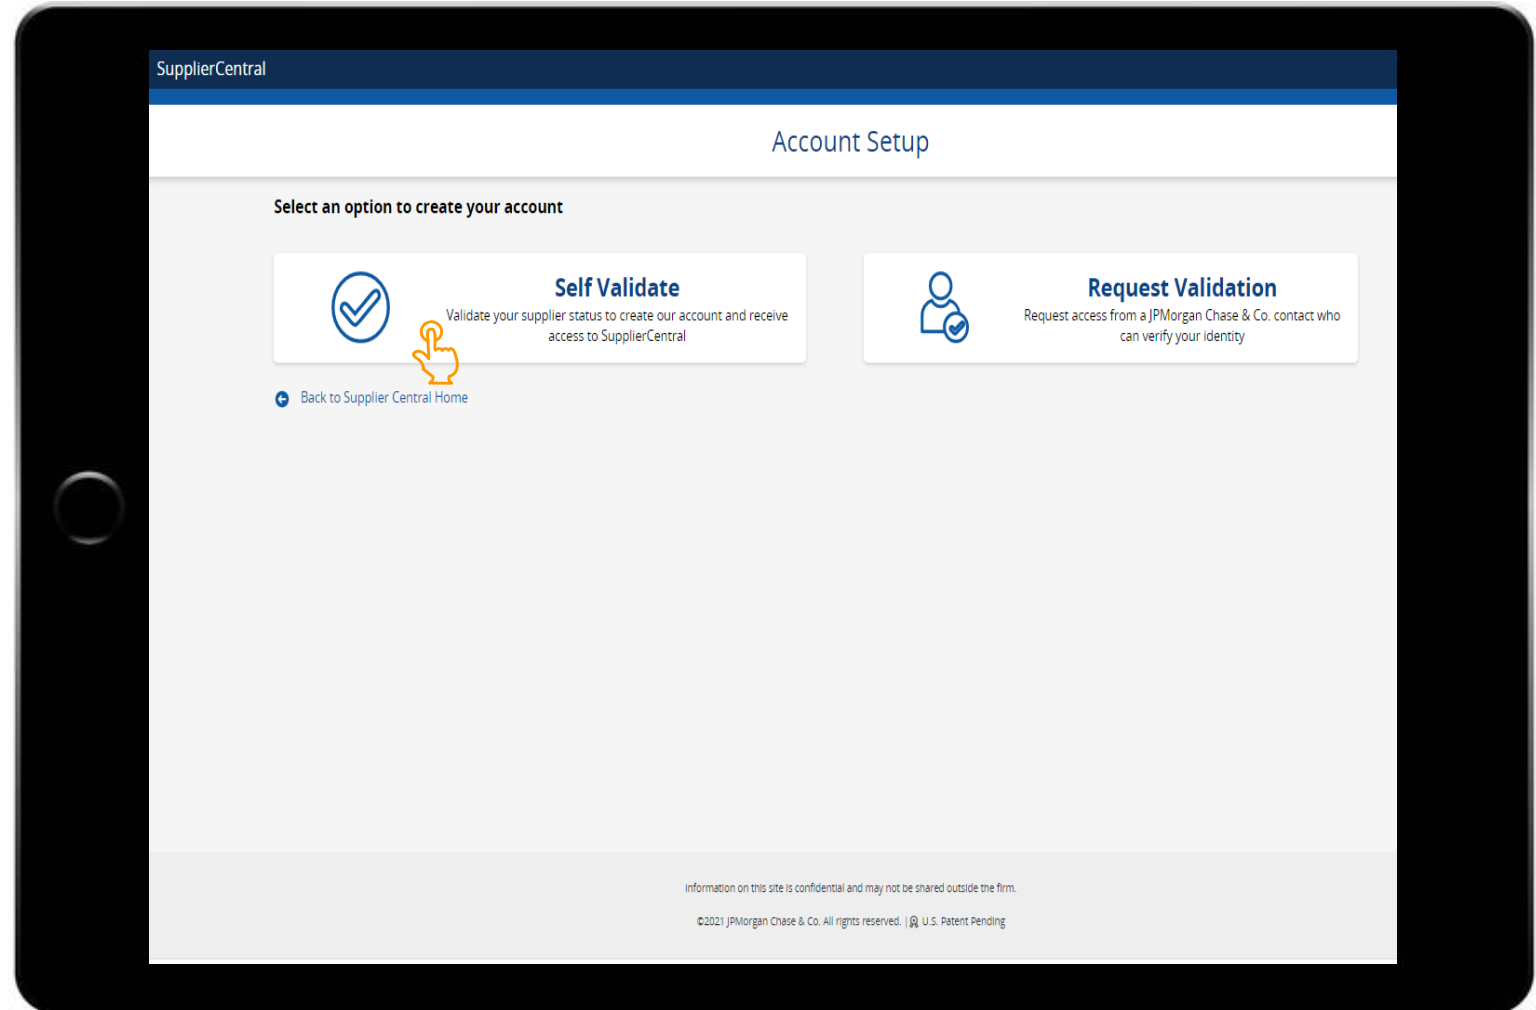 SupplierCentral
Account Setup
Select an option to create your account
Self Validate
Validate your supplier status to create our account and receive
access to SupplierCentral
Request Validation
Request access from a JPMorgan Chase & Co. contact who
can verify your identity
Back to Supplier Central Home
Information on this site is confidential and may not be shared outside the firm.
©2021 JPMorgan Chase & Co. All rights reserved. | U.S. Patent Pending